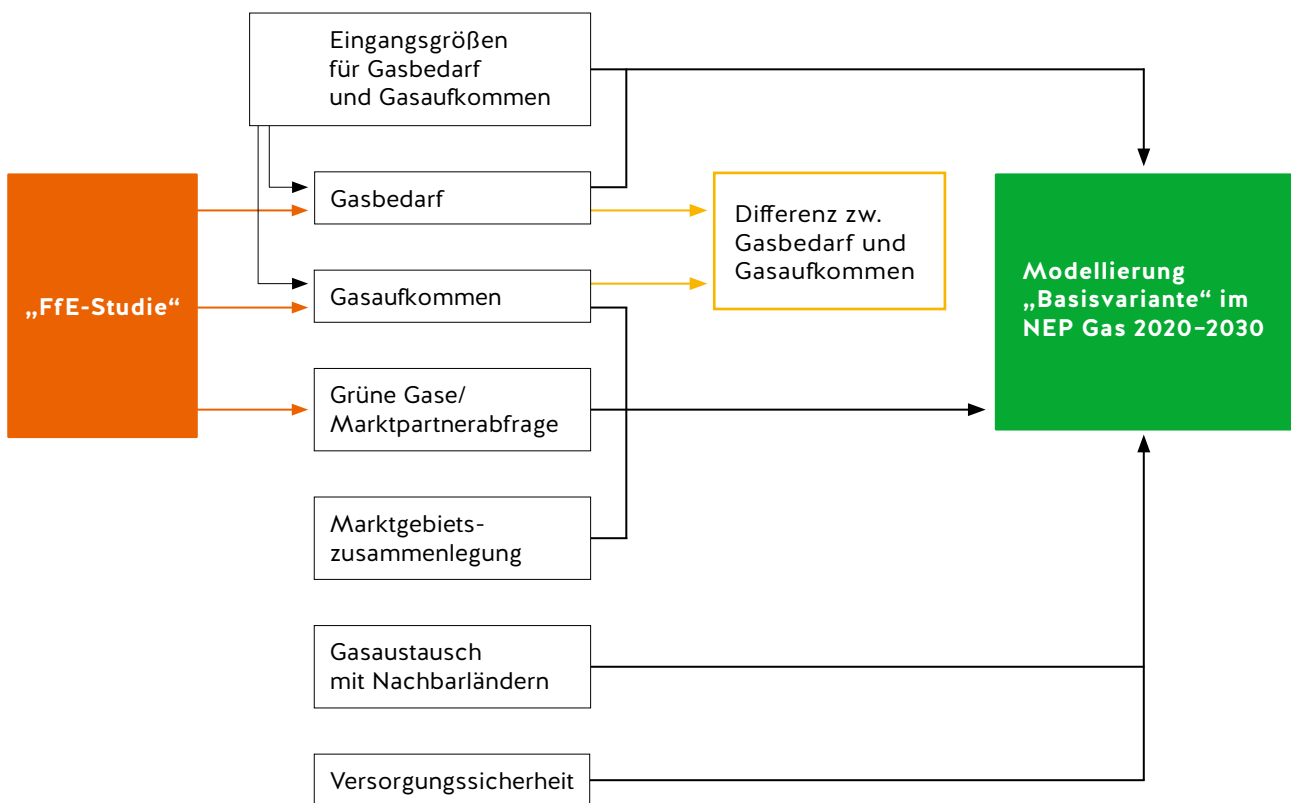 Eingangsgrößen
für Gasbedarf
und Gasaufkommen
Gasbedarf
Differenz zw.
Gasbedarf und
Gasaufkommen
„FfE-Studie“
Gasaufkommen
Modellierung
„Basisvariante“ im
NEP Gas 2020–2030
Grüne Gase/
Marktpartnerabfrage
Marktgebiets-
zusammenlegung
Gasaustausch
mit Nachbarländern
Versorgungssicherheit